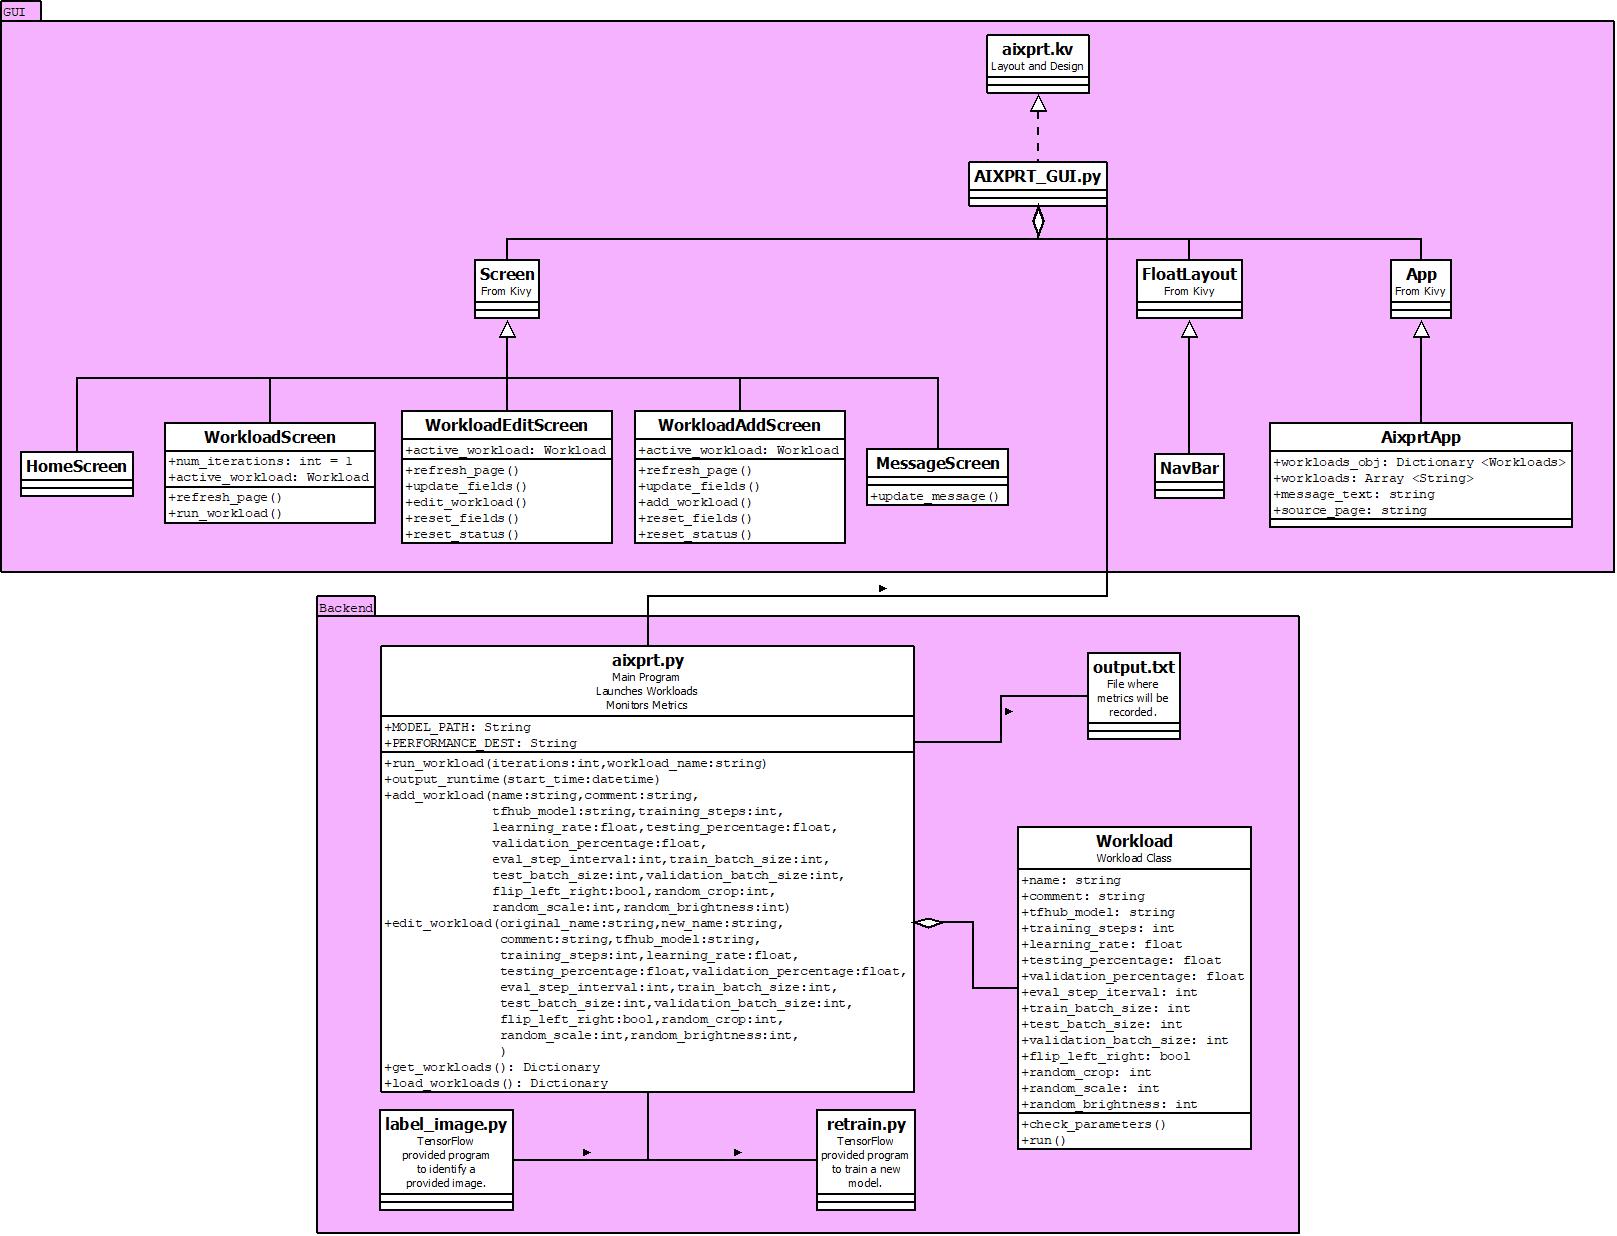 GUI
aixprt.kv
Layout and Design
AIXPRT_GUI.py
Screen
From Kivy
FloatLayout
From Kivy
App
From Kivy
HomeScreen
WorkloadScreen
+num_iterations: int = 1
+active_workload: Workload
+refresh_page()
+run_workload()
WorkloadEditScreen
+active_workload: Workload
+refresh_page()
+update_fields()
+edit_workload()
+reset_fields()
+reset_status()
WorkloadAddScreen
+active_workload: Workload
+refresh_page()
+update_fields()
+add_workload()
+reset_fields()
+reset_status()
MessageScreen
+update_message()
NavBar
AixprtApp
+workloads_obj: Dictionary <Workloads>
+workloads: Array <String>
+message_text: string
+source_page: string
Backend
aixprt.py
Main Program
Launches Workloads
Monitors Metrics
+MODEL_PATH: String
+PERFORMANCE_DEST: String
+run_workload(iterations:int,workload_name:string)
+output_runtime(start_time:datetime)
+add_workload(name:string,comment:string,
tfhub_model:string,training_steps:int,
learning_rate:float,testing_percentage:float,
validation_percentage:float,
eval_step_interval:int,train_batch_size:int,
test_batch_size:int,validation_batch_size:int,
flip_left_right:bool,random_crop:int,
random_scale:int,random_brightness:int)
+edit_workload(original_name:string,new_name:string,
comment:string,tfhub_model:string,
training_steps:int,learning_rate:float,
testing_percentage:float,validation_percentage:float,
eval_step_interval:int,train_batch_size:int,
test_batch_size:int,validation_batch_size:int,
flip_left_right:bool,random_crop:int,
random_scale:int,random_brightness:int,
)
+get_workloads(): Dictionary
+load_workloads(): Dictionary
output.txt
File where
metrics will be
recorded.
Workload
Workload Class
+name: string
+comment: string
+tfhub_model: string
+training_steps: int
+learning_rate: float
+testing_percentage: float
+validation_percentage: float
+eval_step_iterval: int
+train_batch_size: int
+test_batch_size: int
+validation_batch_size: int
+flip_left_right: bool
+random_crop: int
+random_scale: int
+random_brightness: int
+check_parameters()
+run()
label_image.py
TensorFlow
provided program
to identify a
provided image.
retrain.py
TensorFlow
provided program
to train a new
model.